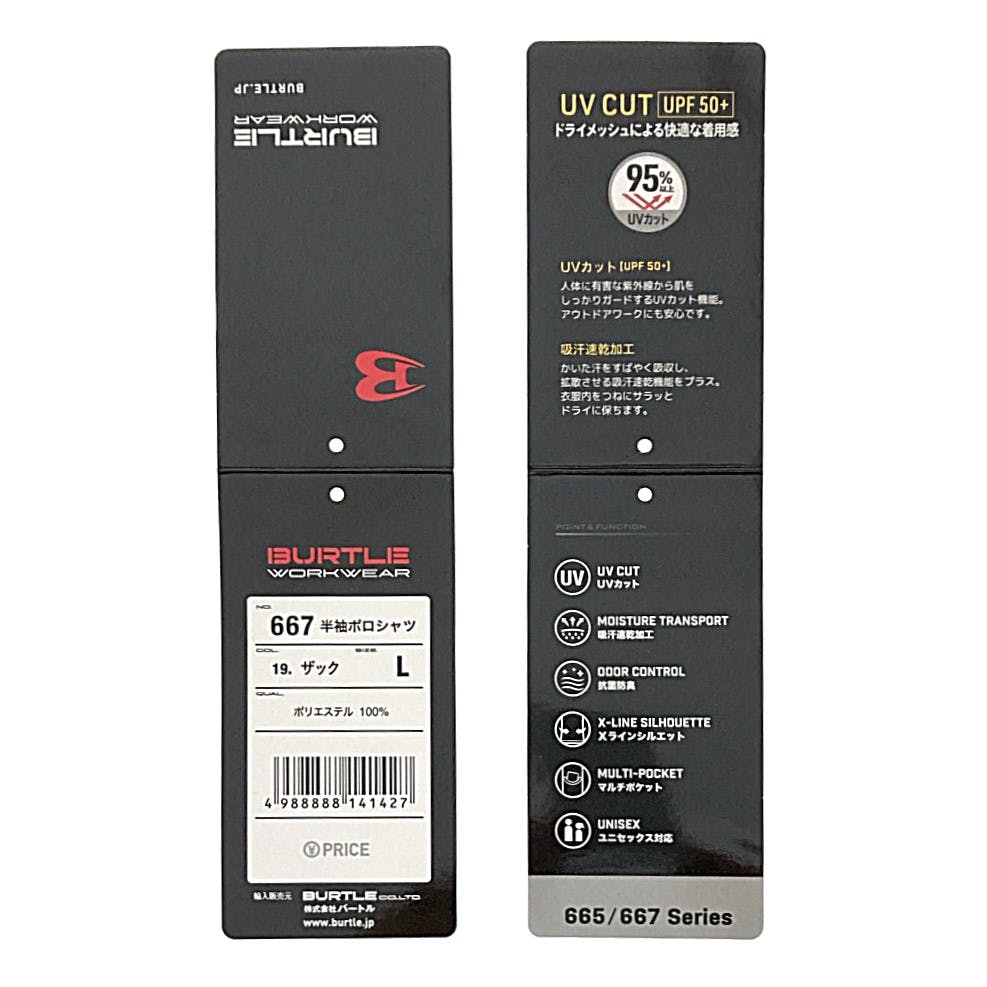 BURTLE.JP
BURTLE
WORKWEAR
BURTLE
WORKWEAR
NO.
667 半袖ポロシャツ
COL.
SIZE.
19. ザック
L
QUAL.
ポリエステル 100%
4 988888 141427
¥ PRICE
輸入販売元 BURTLE CO.,LTD.
株式会社バートル
www.burtle.jp
UV CUT UPF 50+
ドライメッシュによる快適な着用感
95%以上
UVカット
UVカット [UPF 50+]
人体に有害な紫外線から肌を
しっかりガードするUVカット機能。
アウトドアワークにも安心です。
吸汗速乾加工
かいた汗をすばやく吸収し、
拡散させる吸汗速乾機能をプラス。
衣服内をつねにサラッと
ドライに保ちます。
POINT & FUNCTION
UV
UV CUT
UVカット
MOISTURE TRANSPORT
吸汗速乾加工
ODOR CONTROL
抗菌防臭
X-LINE SILHOUETTE
Xラインシルエット
MULTI-POCKET
マルチポケット
UNISEX
ユニセックス対応
665/667 Series